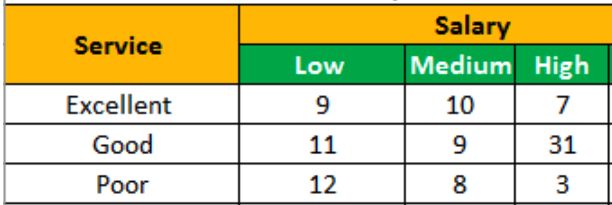 Service Salary
Low Medium High
Excellent 9 10 7
Good 11 9 31
Poor 12 8 3